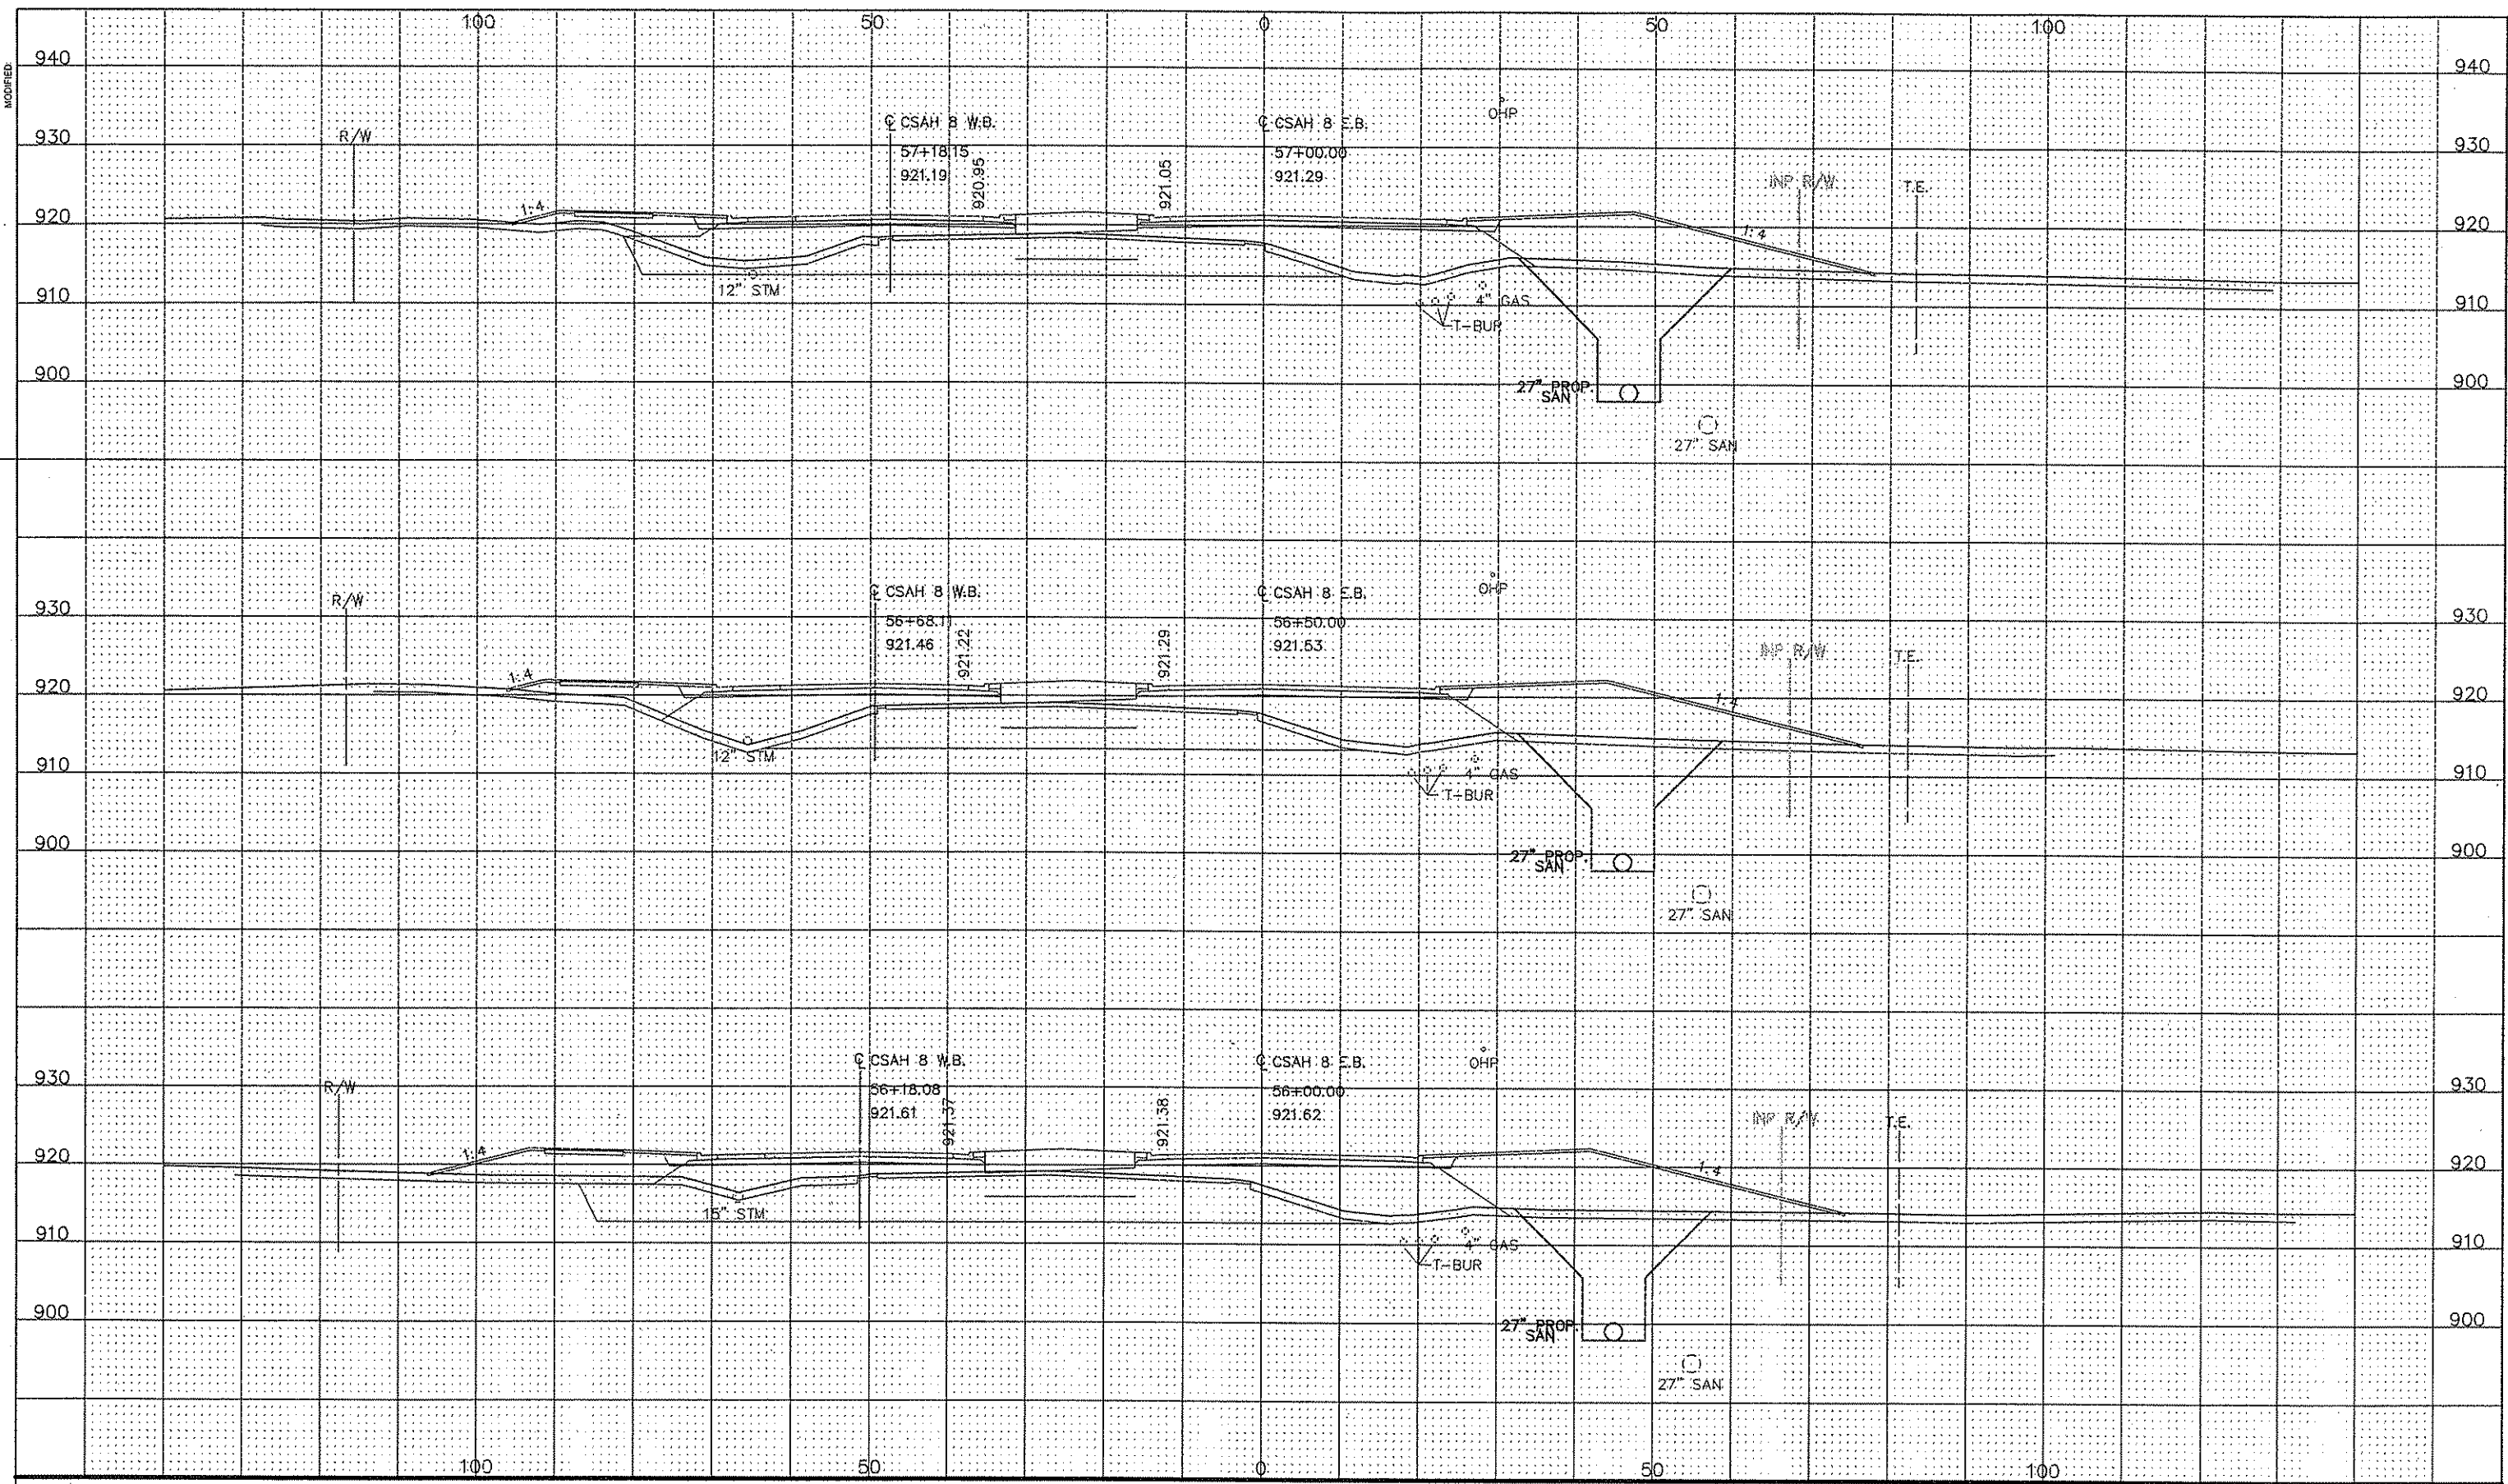 MODIFIED:
100 50 0 50 100
940 940
OHP
℄ CSAH 8 W.B. ℄ CSAH 8 E.B.
R/W
930 57+18.15 57+00.00 930
921.19 920.95 921.05 921.29
INP R/W T.E.
920 1:4 1:4 920
12" STM
910 4" GAS 910
T-BUR
900 27" PROP. SAN 900
27" SAN
OHP
℄ CSAH 8 W.B. ℄ CSAH 8 E.B.
R/W
930 56+68.11 56+50.00 930
921.46 921.22 921.29 921.53
INP R/W T.E.
920 1:4 1:4 920
12" STM
910 4" GAS 910
T-BUR
900 27" PROP. SAN 900
27" SAN
℄ CSAH 8 W.B. ℄ CSAH 8 E.B. OHP
930 R/W 56+18.08 56+00.00 930
921.61 921.37 921.38 921.62
INP R/W T.E.
920 1:4 1:4 920
15" STM
910 4" GAS 910
T-BUR
900 27" PROP. SAN 900
27" SAN
100 50 0 50 100